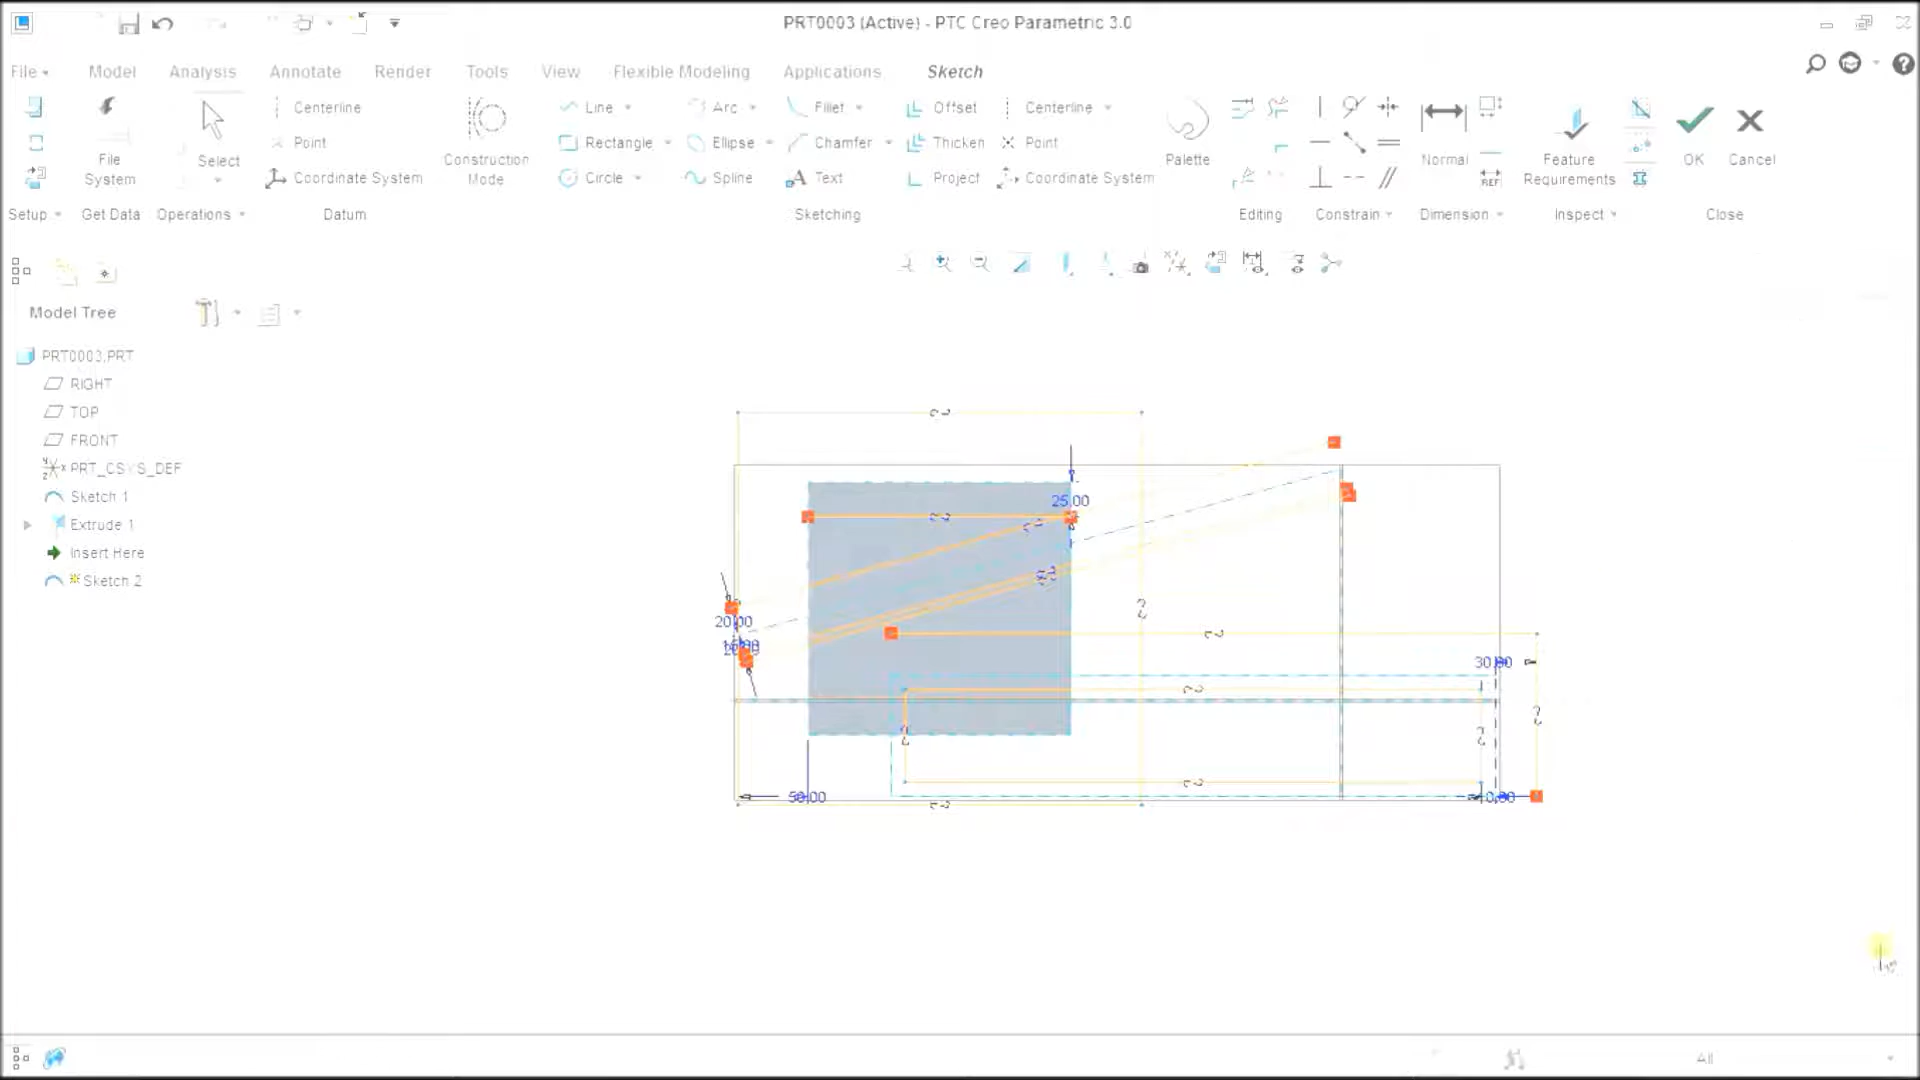 PRT0003 (Active) - PTC Creo Parametric 3.0
File Model Analysis Annotate Render Tools View Flexible Modeling Applications Sketch
Centerline Line Arc Fillet Offset Centerline
Point Rectangle Ellipse Chamfer Thicken Point
File System Select Construction Mode Palette Normal Feature Requirements OK Cancel
Coordinate System Circle Spline Text Project Coordinate System REF
Setup Get Data Operations Datum Sketching Editing Constrain Dimension Inspect Close
Model Tree
PRT0003.PRT
RIGHT
TOP
FRONT
PRT_CSYS_DEF
Sketch 1
Extrude 1
Insert Here
Sketch 2
25.00
20.00
30.00
50.00
All